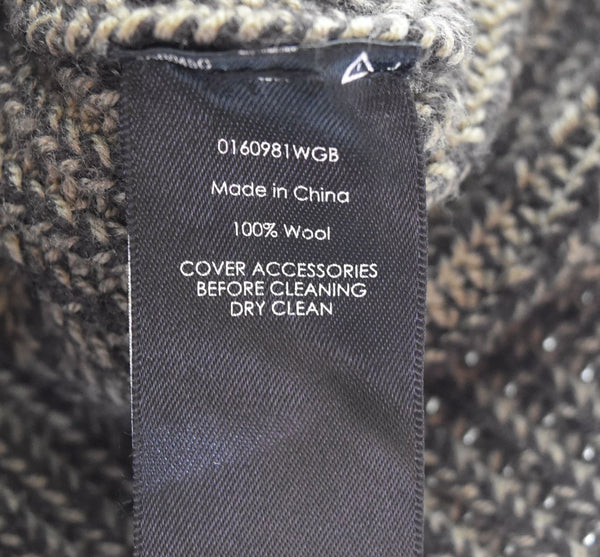 0160981WGB
Made in China
100% Wool
COVER ACCESSORIES
BEFORE CLEANING
DRY CLEAN